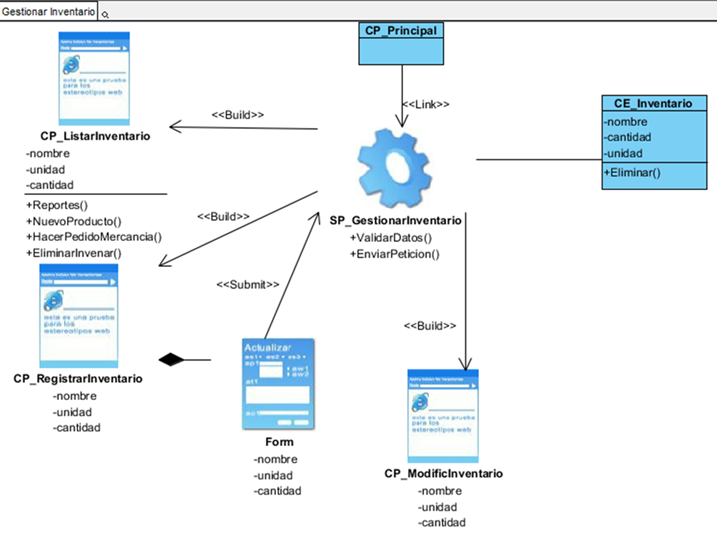 Gestionar Inventario
CP_Principal
<<Link>>
<<Build>>
CP_ListarInventario
-nombre
-unidad
-cantidad
+Reportes()
+NuevoProducto()
+HacerPedidoMercancia()
+EliminarInvenar()
CE_Inventario
-nombre
-cantidad
-unidad
+Eliminar()
SP_GestionarInventario
+ValidarDatos()
+EnviarPeticion()
<<Build>>
<<Submit>>
<<Build>>
esta es una prueba
para los
estereotipos web
esta es una prueba
para los
estereotipos web
CP_RegistrarInventario
-nombre
-unidad
-cantidad
Actualizar
Form
-nombre
-unidad
-cantidad
esta es una prueba
para los
estereotipos web
CP_ModificInventario
-nombre
-unidad
-cantidad